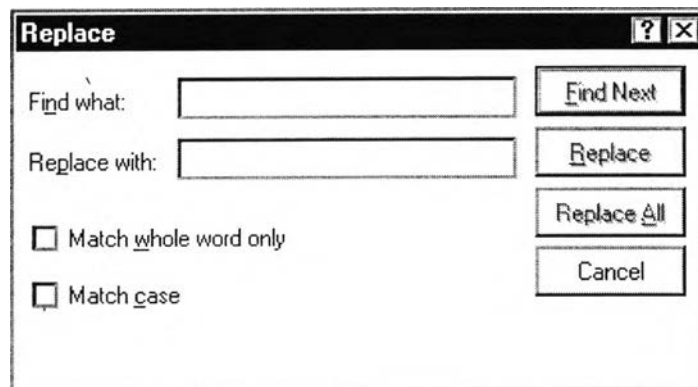 Replace
Find what:
Find Next
Replace with:
Replace
Replace All
Match whole word only
Cancel
Match case